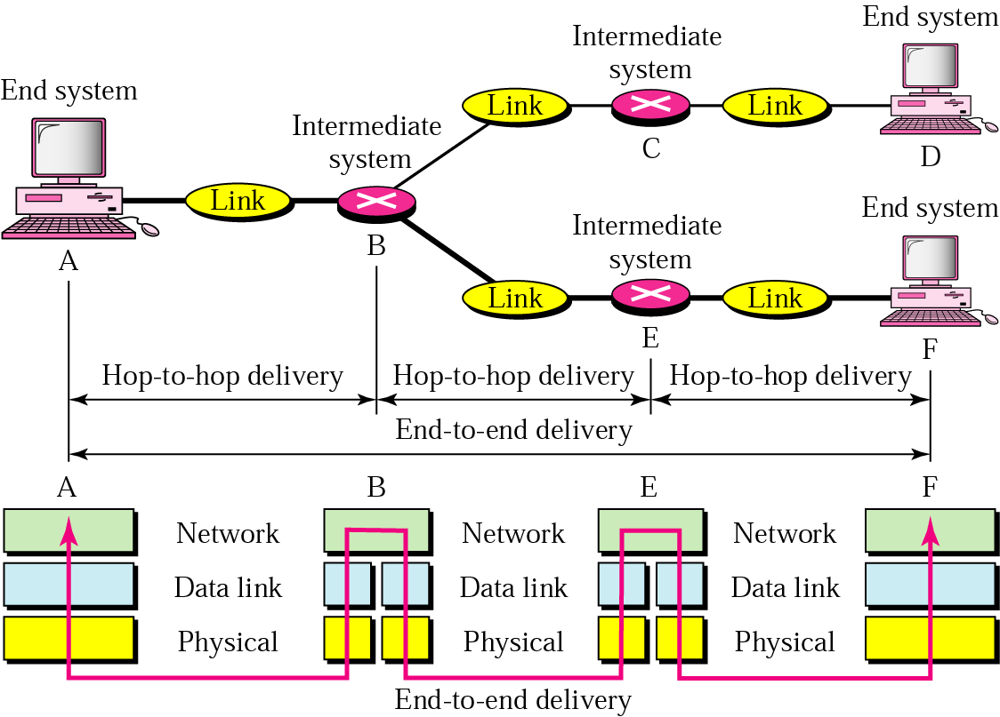 End system
Intermediate
system
Link
Link
C
D
End system
Intermediate
system
Link
B
A
Intermediate
system
End system
Link
Link
E
F
Hop-to-hop delivery
Hop-to-hop delivery
Hop-to-hop delivery
End-to-end delivery
A
B
E
F
Network
Network
Network
Data link
Data link
Data link
Physical
Physical
Physical
End-to-end delivery